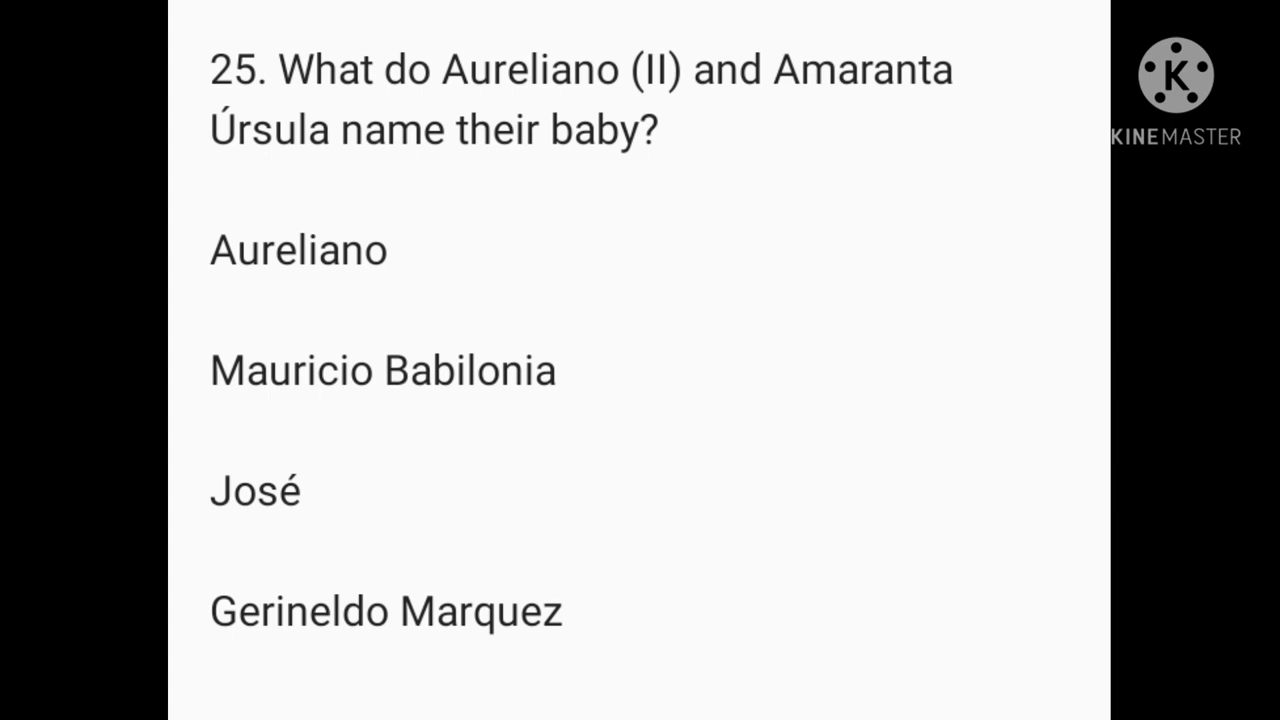 25. What do Aureliano (II) and Amaranta
Úrsula name their baby?
Aureliano
Mauricio Babilonia
José
Gerineldo Marquez
K
KINEMASTER